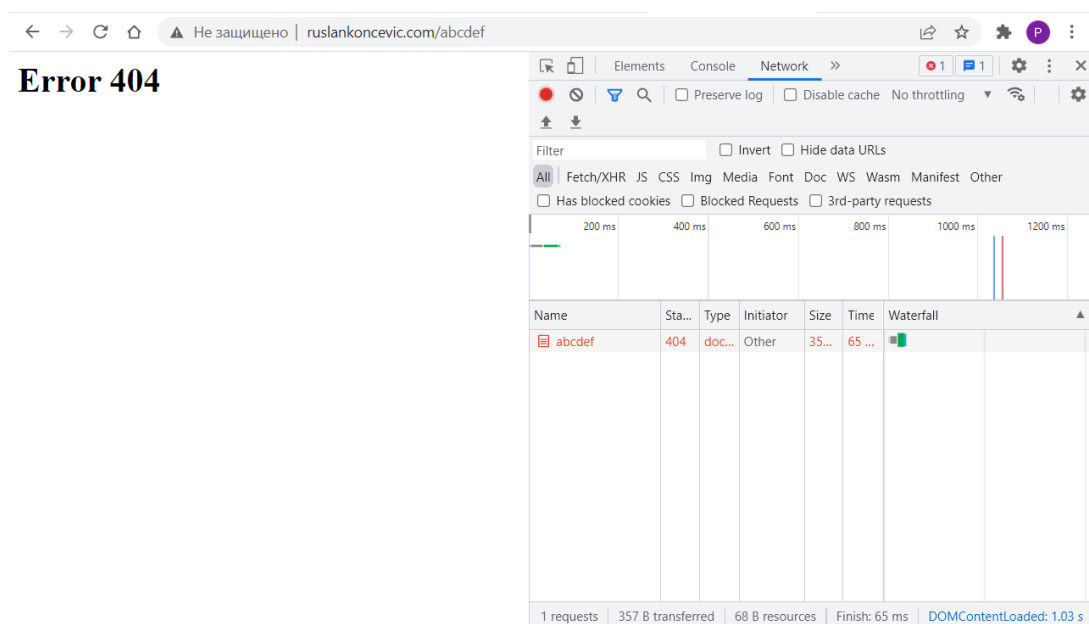 Не защищено | ruslankoncevic.com/abcdef P
Error 404
Elements Console Network » 1 1
Preserve log Disable cache No throttling
Filter Invert Hide data URLs
All Fetch/XHR JS CSS Img Media Font Doc WS Wasm Manifest Other
Has blocked cookies Blocked Requests 3rd-party requests
200 ms 400 ms 600 ms 800 ms 1000 ms 1200 ms
Name Sta... Type Initiator Size Time Waterfall
abcdef 404 doc... Other 35... 65 ...
1 requests 357 B transferred 68 B resources Finish: 65 ms DOMContentLoaded: 1.03 s